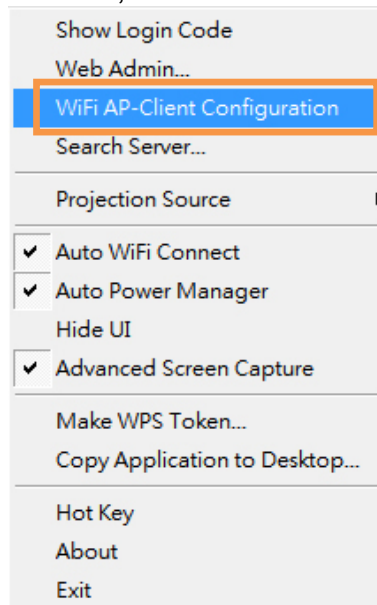 Show Login Code
Web Admin...
WiFi AP-Client Configuration
Search Server...
Projection Source
Auto WiFi Connect
Auto Power Manager
Hide UI
Advanced Screen Capture
Make WPS Token...
Copy Application to Desktop...
Hot Key
About
Exit